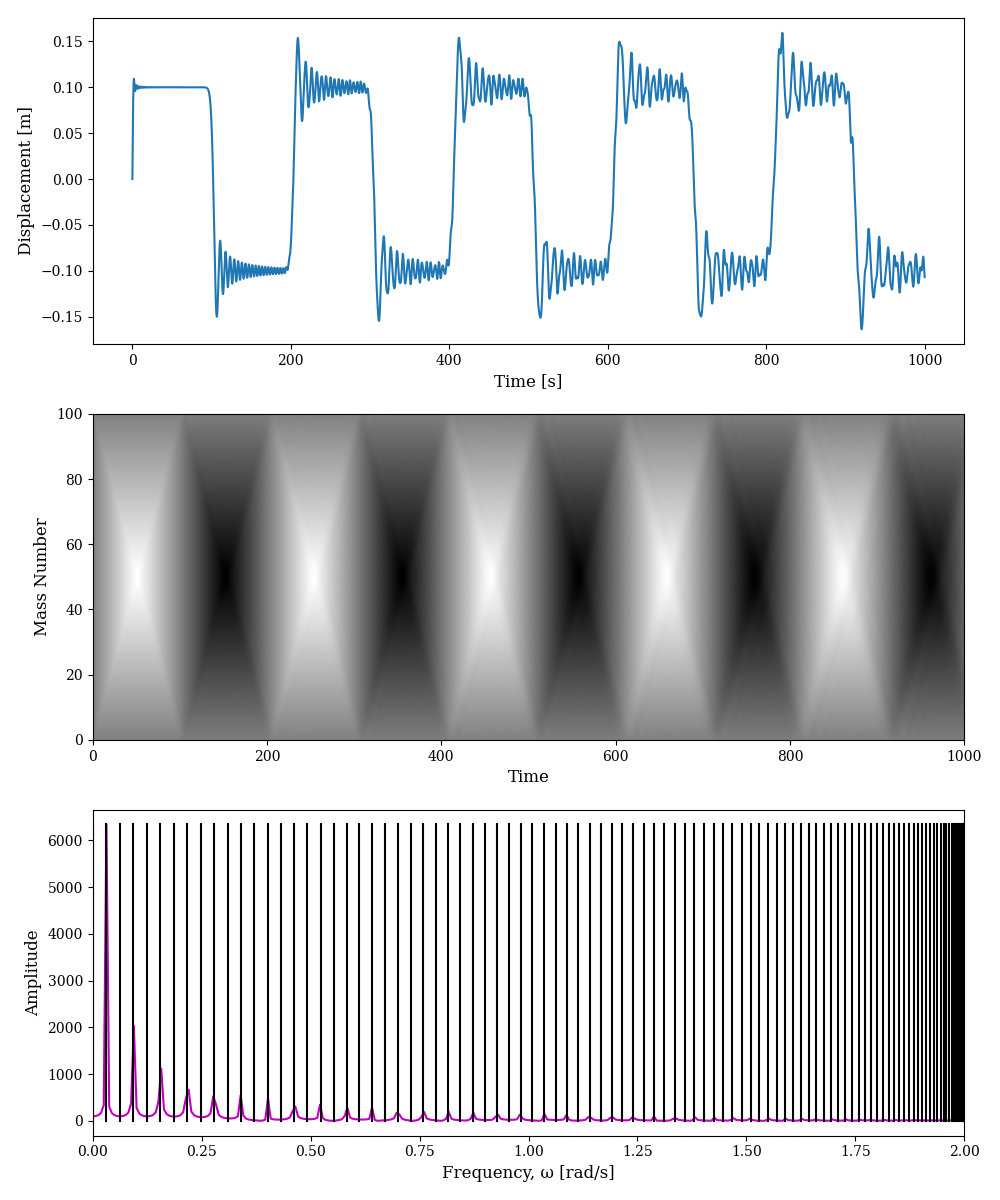 0.15
0.10
0.05
0.00
−0.05
−0.10
−0.15
Displacement [m]
0 200 400 600 800 1000
Time [s]
100
80
60
40
20
0
Mass Number
0 200 400 600 800 1000
Time
6000
5000
4000
3000
2000
1000
0
Amplitude
0.00 0.25 0.50 0.75 1.00 1.25 1.50 1.75 2.00
Frequency, ω [rad/s]